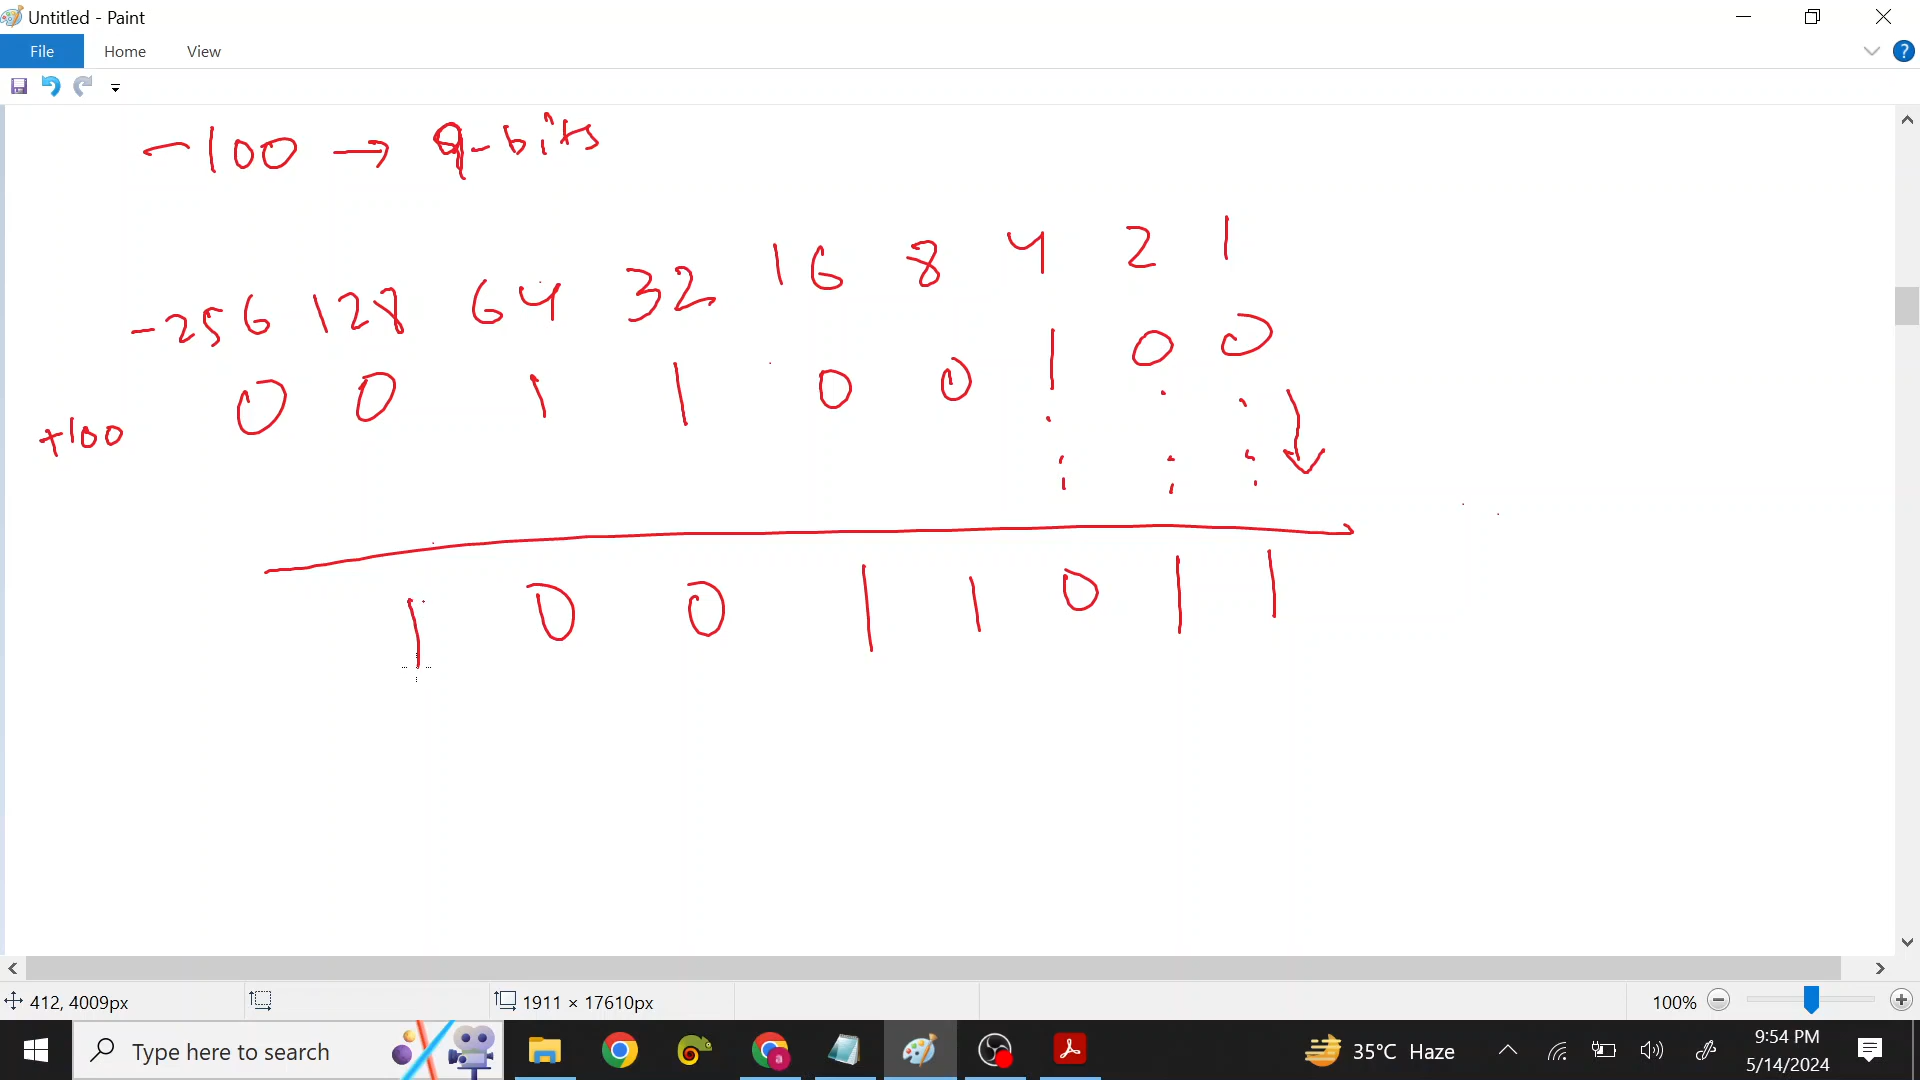 Untitled - Paint
File Home View
-100 → 9-bits
-256 128 64 32 16 8 4 2 1
+100 0 0 1 1 0 0 1 0 0
1 0 0 1 1 0 1 1
412, 4009px 1911 × 17610px 100%
Type here to search 35°C Haze 9:54 PM
5/14/2024